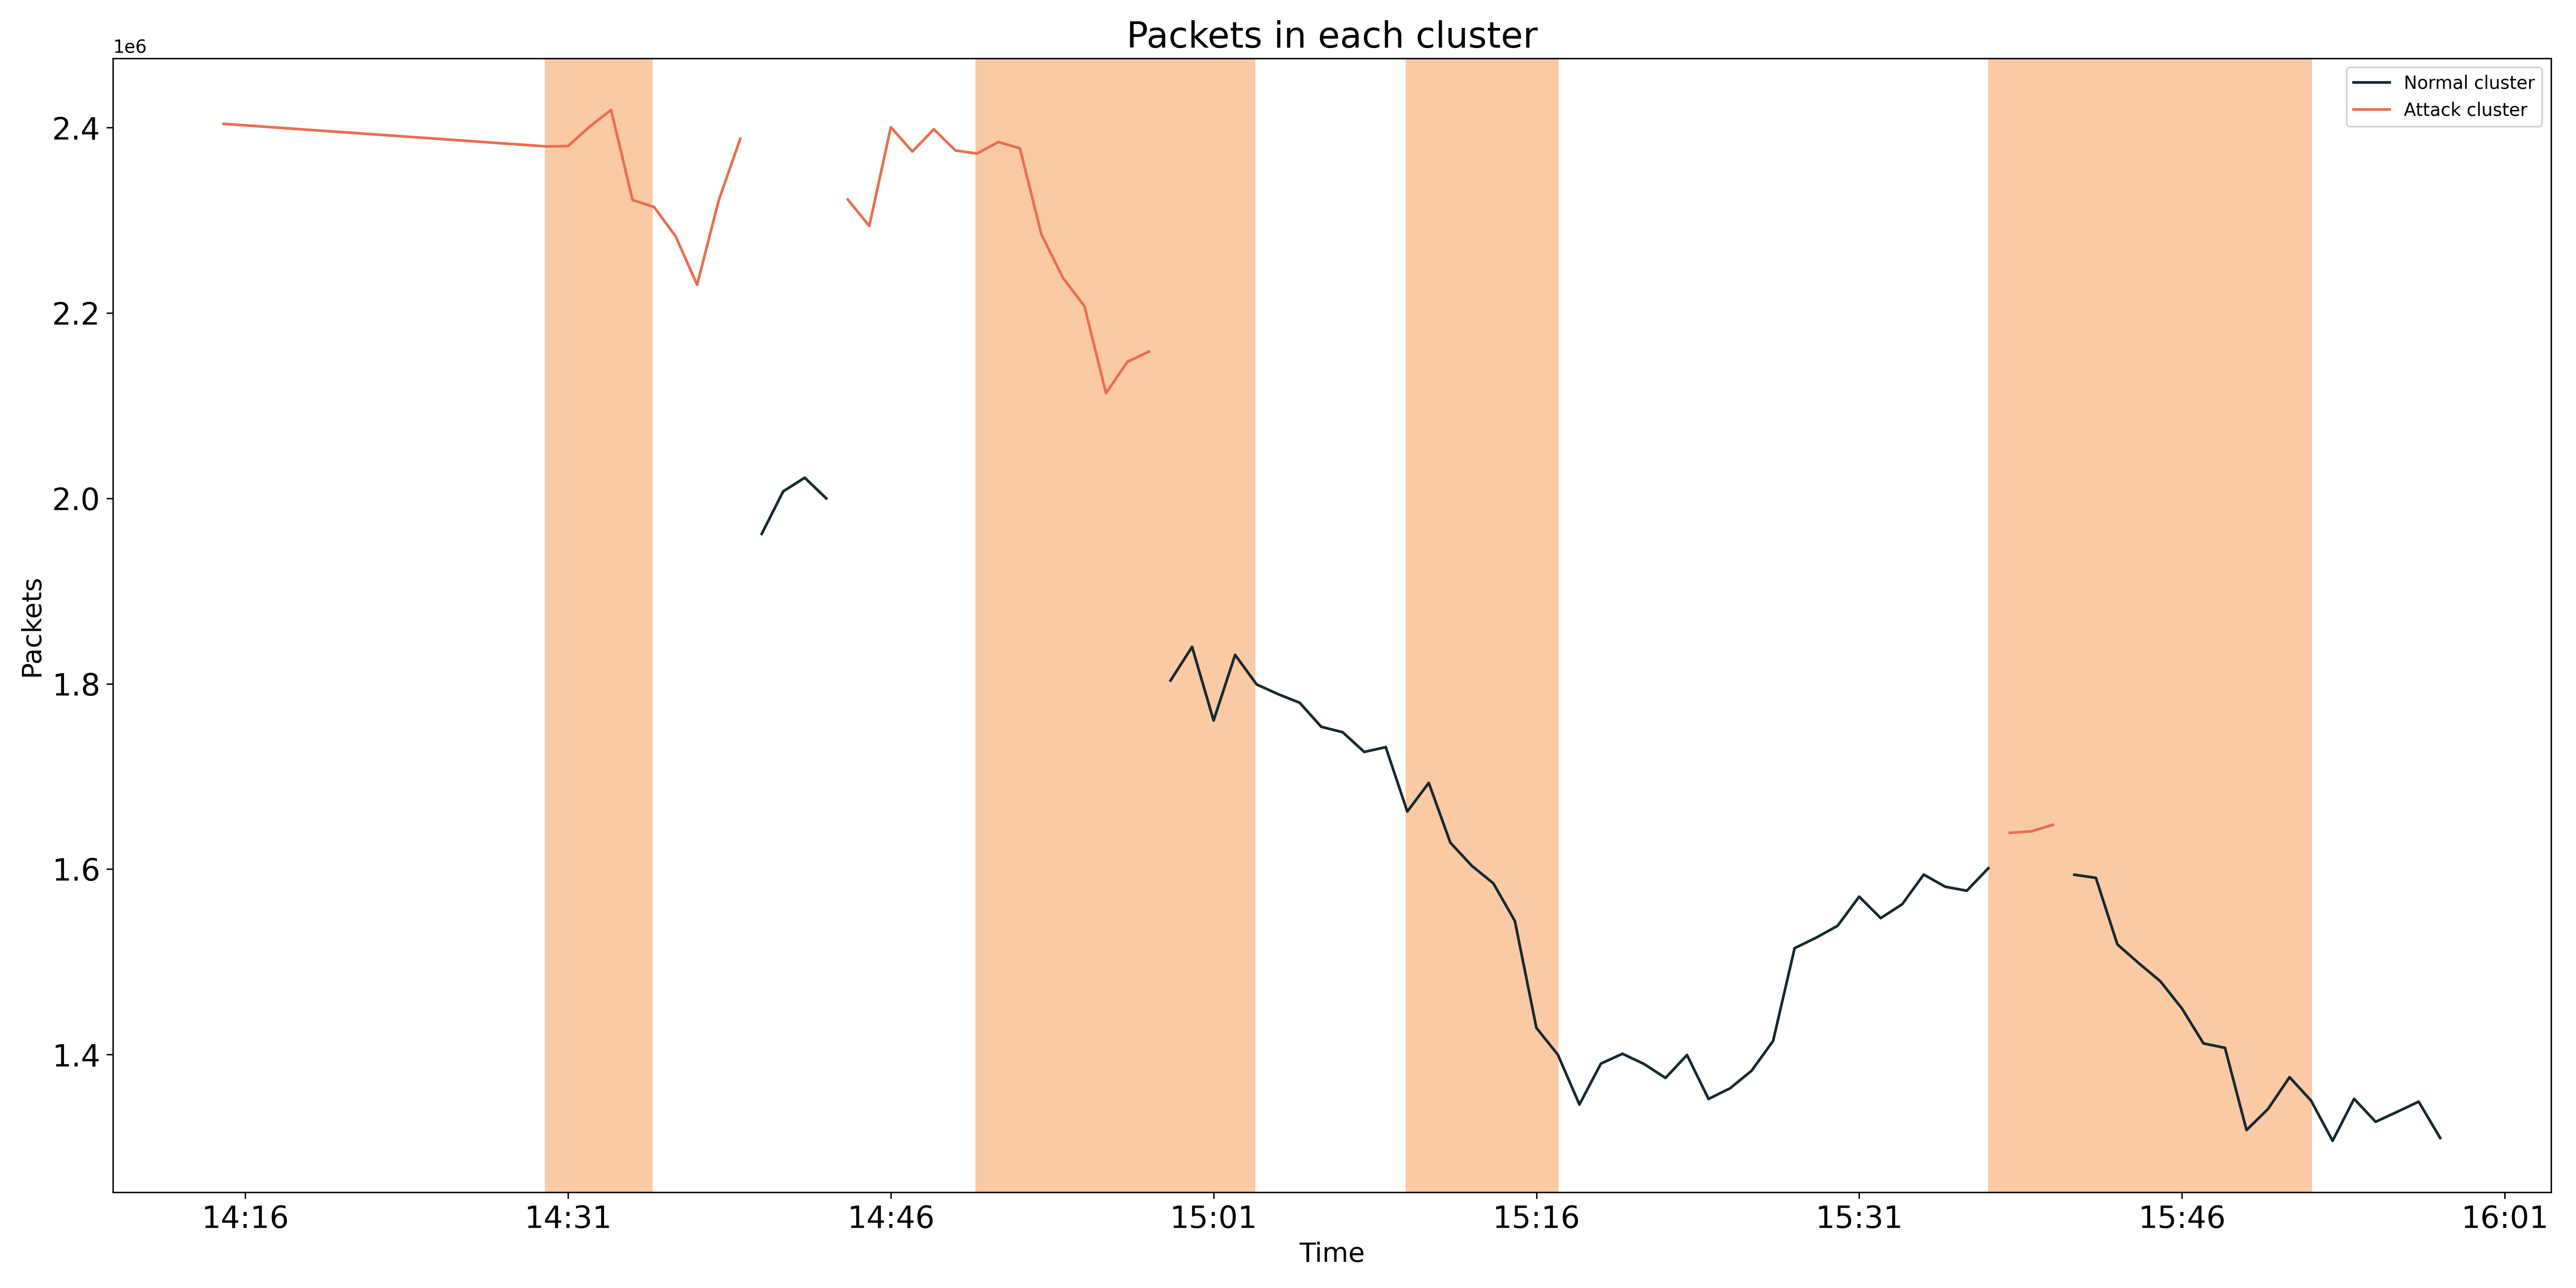 Packets in each cluster
1e6
Normal cluster
Attack cluster
2.4
2.2
2.0
1.8
1.6
1.4
Packets
14:16 14:31 14:46 15:01 15:16 15:31 15:46 16:01
Time